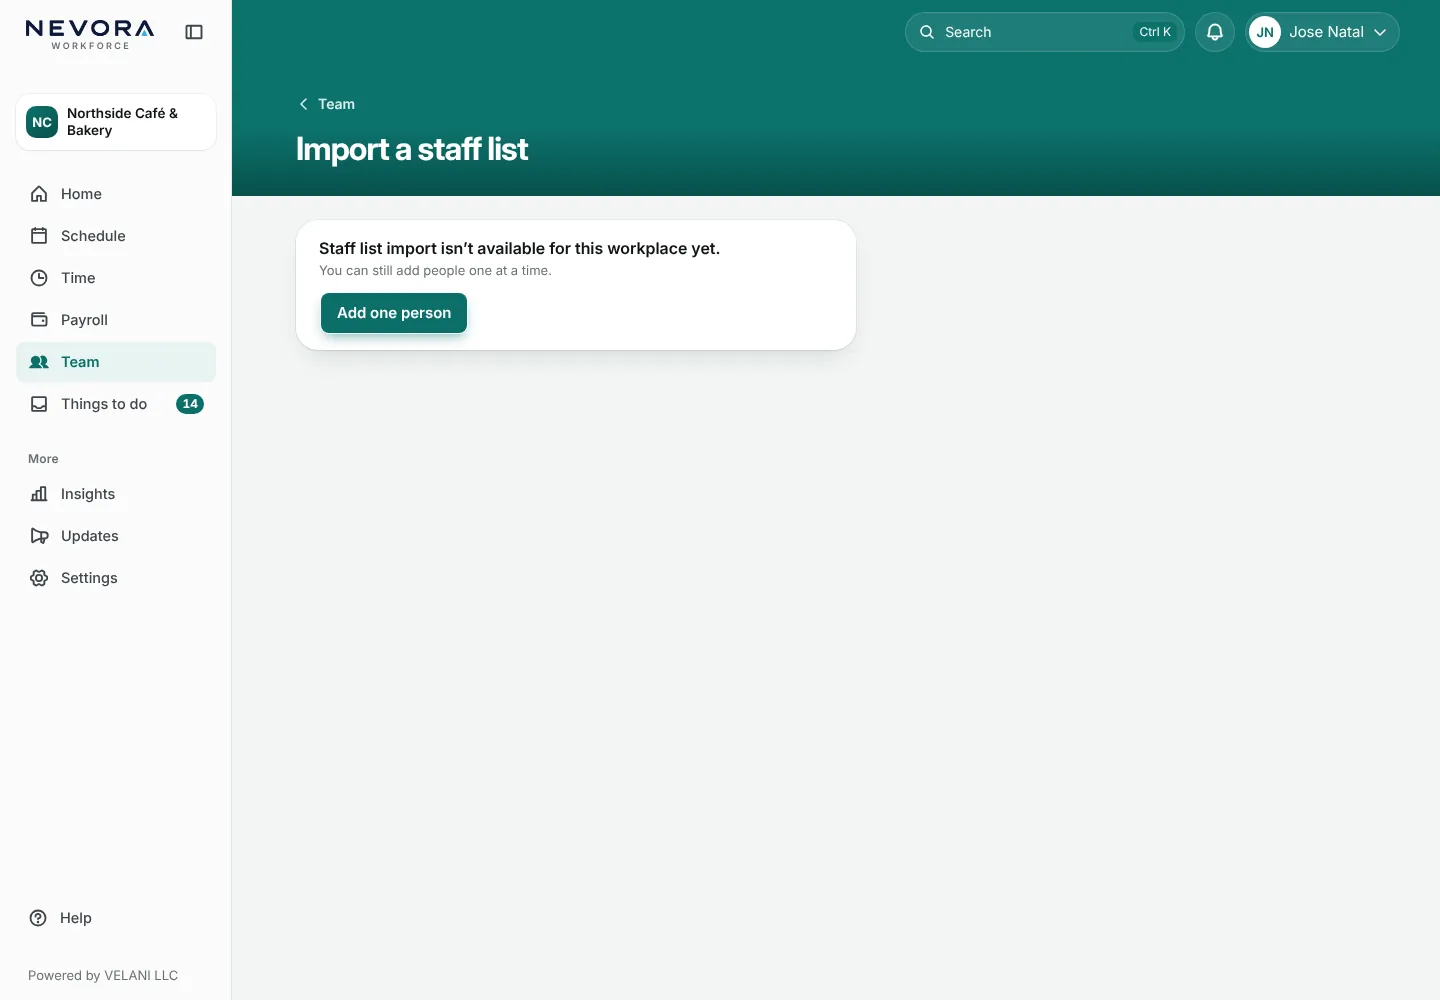 NEVORA
WORKFORCE
Search
Ctrl K
JN
Jose Natal
NC
Northside Café &
Bakery
Team
Import a staff list
Home
Schedule
Time
Payroll
Team
Things to do
14
More
Insights
Updates
Settings
Staff list import isn’t available for this workplace yet.
You can still add people one at a time.
Add one person
Help
Powered by VELANI LLC